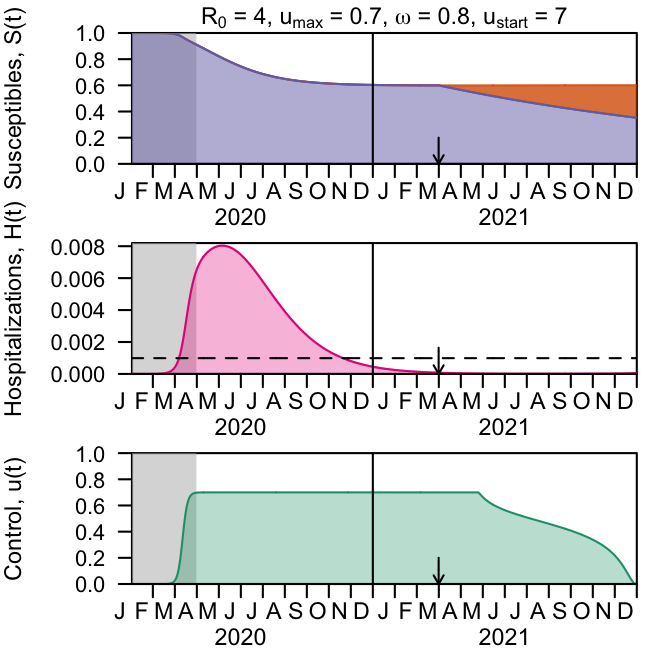 R₀ = 4, uₘₐₓ = 0.7, ω = 0.8, u_start = 7
Susceptibles, S(t)
1.0
0.8
0.6
0.4
0.2
0.0
J F M A M J J A S O N D J F M A M J J A S O N D
2020 2021
Hospitalizations, H(t)
0.008
0.006
0.004
0.002
0.000
J F M A M J J A S O N D J F M A M J J A S O N D
2020 2021
Control, u(t)
1.0
0.8
0.6
0.4
0.2
0.0
J F M A M J J A S O N D J F M A M J J A S O N D
2020 2021